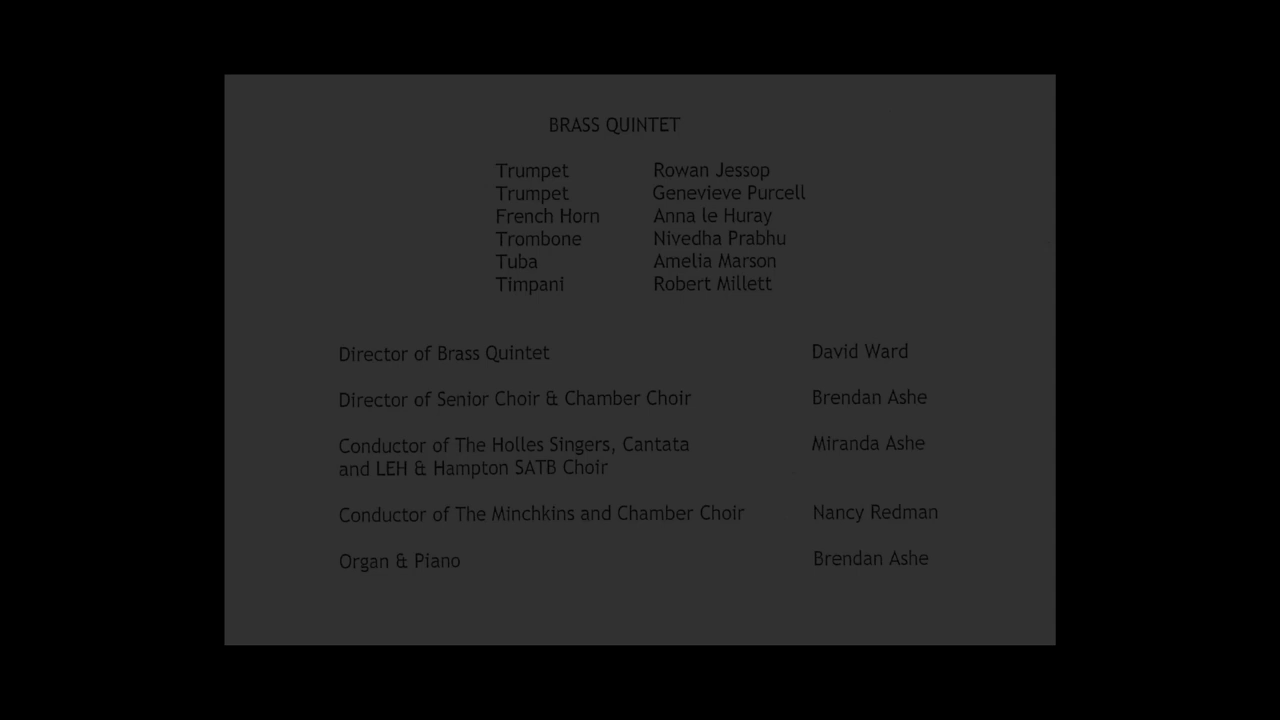 BRASS QUINTET
Trumpet Rowan Jessop
Trumpet Genevieve Purcell
French Horn Anna le Huray
Trombone Nivedha Prabhu
Tuba Amelia Marson
Timpani Robert Millett
Director of Brass Quintet David Ward
Director of Senior Choir & Chamber Choir Brendan Ashe
Conductor of The Holles Singers, Cantata Miranda Ashe
and LEH & Hampton SATB Choir
Conductor of The Minchkins and Chamber Choir Nancy Redman
Organ & Piano Brendan Ashe